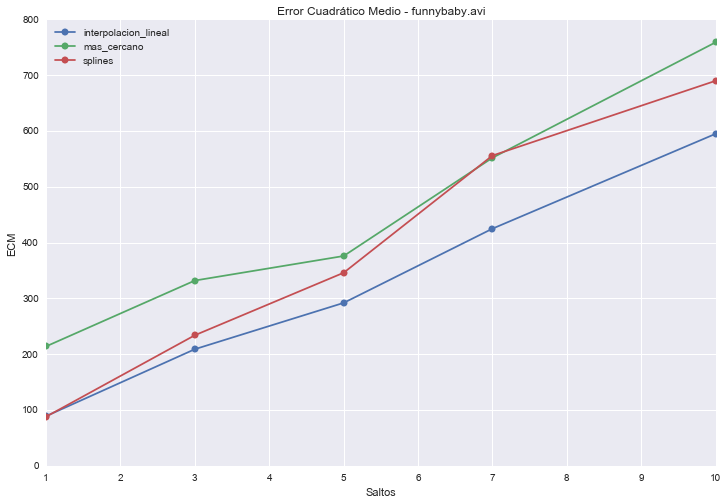 Error Cuadrático Medio - funnybaby.avi
interpolacion_lineal
mas_cercano
splines
800
700
600
500
400
300
200
100
0
ECM
1 2 3 4 5 6 7 8 9 10
Saltos